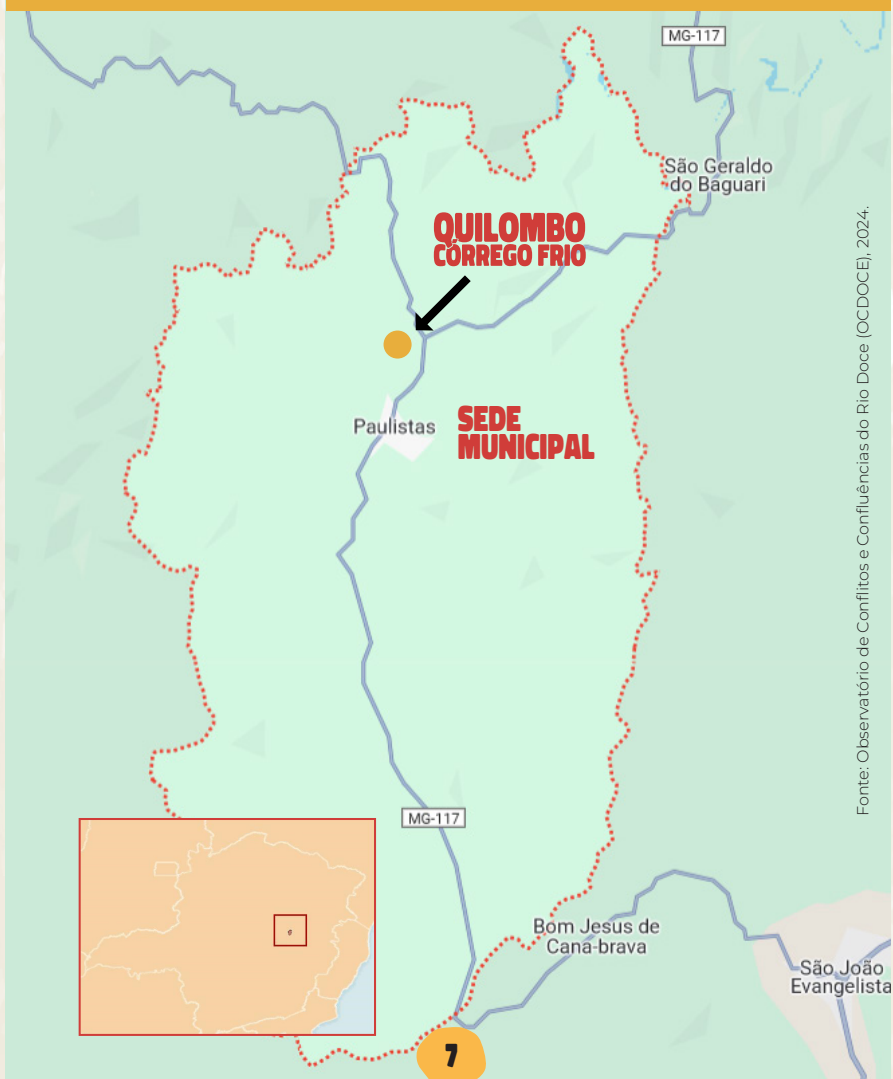 MG-117
São Geraldo
do Baguari
QUILOMBO
CÓRREGO FRIO
Paulistas
SEDE
MUNICIPAL
Fonte: Observatório de Conflitos e Confluências do Rio Doce (OCDOCE), 2024.
MG-117
Bom Jesus de
Cana-brava
São João
Evangelista
7